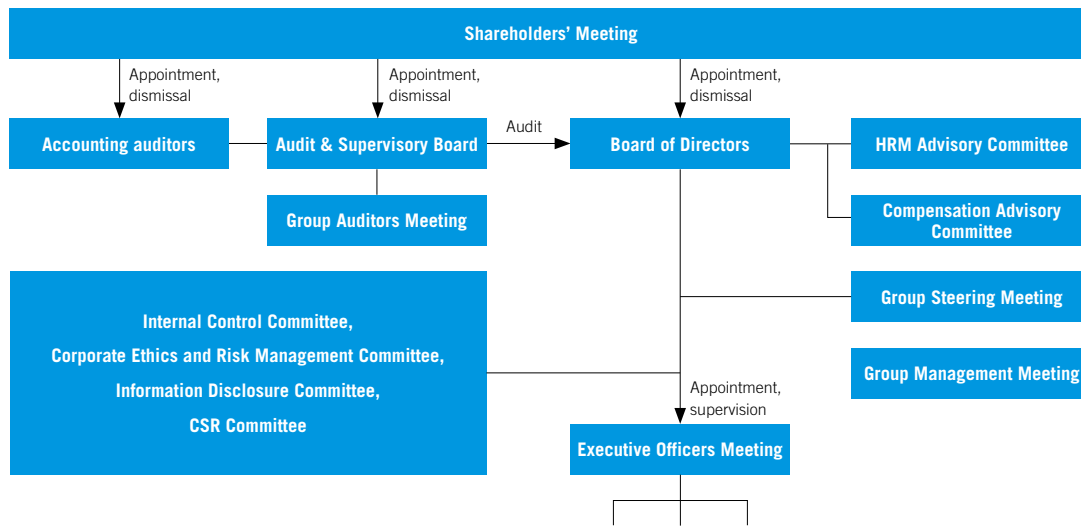 Shareholders’ Meeting
Appointment,
dismissal
Appointment,
dismissal
Appointment,
dismissal
Accounting auditors
Audit & Supervisory Board
Audit
Board of Directors
HRM Advisory Committee
Group Auditors Meeting
Compensation Advisory
Committee
Internal Control Committee,
Corporate Ethics and Risk Management Committee,
Information Disclosure Committee,
CSR Committee
Group Steering Meeting
Group Management Meeting
Appointment,
supervision
Executive Officers Meeting